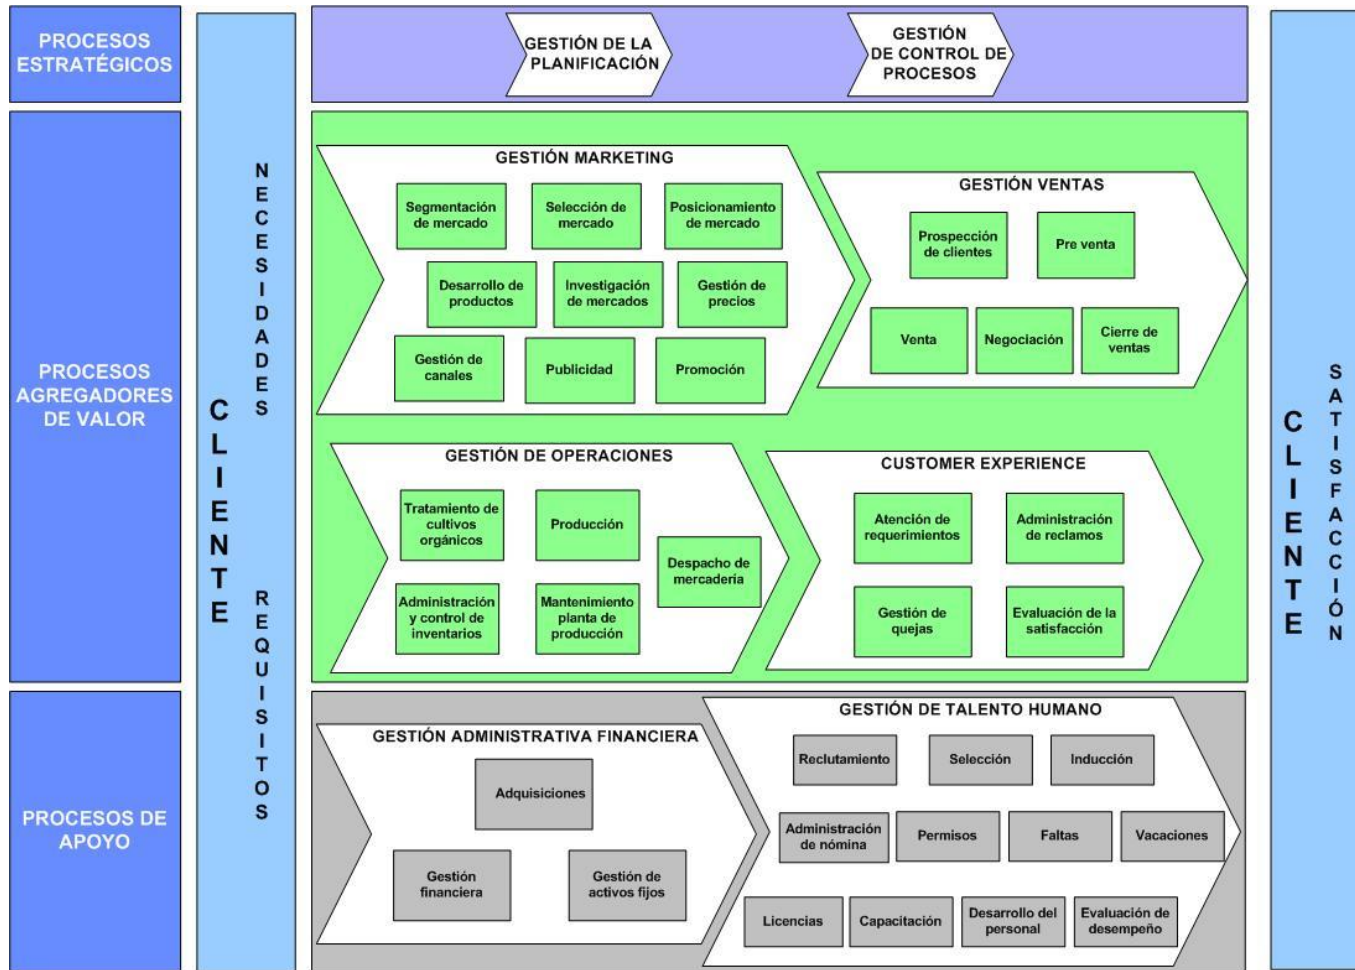 PROCESOS
ESTRATÉGICOS
GESTIÓN DE LA
PLANIFICACIÓN
GESTIÓN
DE CONTROL DE
PROCESOS
PROCESOS
AGREGADORES
DE VALOR
CLIENTE
NECESIDADES
REQUISITOS
GESTIÓN MARKETING
Segmentación
de mercado
Selección de
mercado
Posicionamiento
de mercado
Desarrollo de
productos
Investigación
de mercados
Gestión de
precios
Gestión de
canales
Publicidad
Promoción
GESTIÓN VENTAS
Prospección
de clientes
Pre venta
Venta
Negociación
Cierre de
ventas
GESTIÓN DE OPERACIONES
Tratamiento de
cultivos
orgánicos
Producción
Despacho de
mercadería
Administración
y control de
inventarios
Mantenimiento
planta de
producción
CUSTOMER EXPERIENCE
Atención de
requerimientos
Administración
de reclamos
Gestión de
quejas
Evaluación de la
satisfacción
PROCESOS DE
APOYO
GESTIÓN ADMINISTRATIVA FINANCIERA
Adquisiciones
Gestión
financiera
Gestión de
activos fijos
GESTIÓN DE TALENTO HUMANO
Reclutamiento
Selección
Inducción
Administración
de nómina
Permisos
Faltas
Vacaciones
Licencias
Capacitación
Desarrollo del
personal
Evaluación de
desempeño
CLIENTE
SATISFACCIÓN